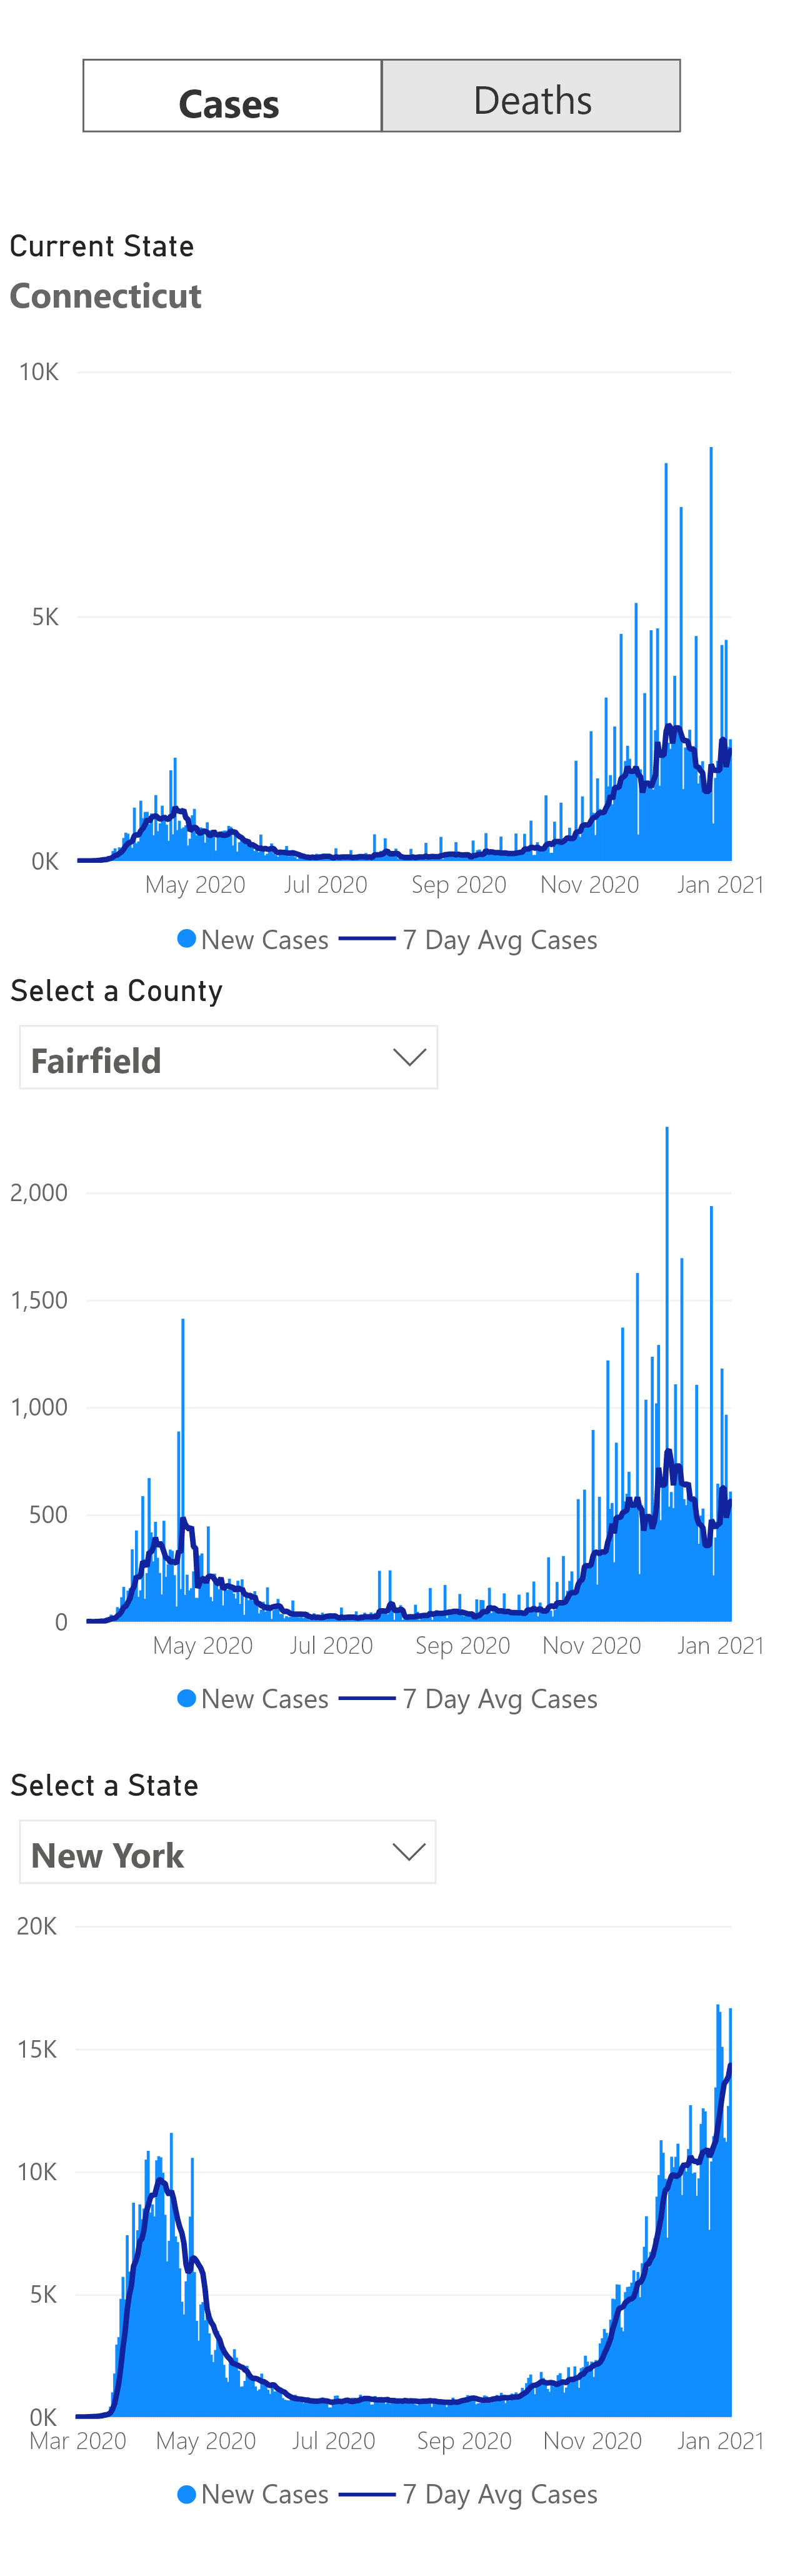 Cases Deaths
Current State
Connecticut
10K
5K
0K
May 2020 Jul 2020 Sep 2020 Nov 2020 Jan 2021
New Cases 7 Day Avg Cases
Select a County
Fairfield
2,000
1,500
1,000
500
0
May 2020 Jul 2020 Sep 2020 Nov 2020 Jan 2021
New Cases 7 Day Avg Cases
Select a State
New York
20K
15K
10K
5K
0K
Mar 2020 May 2020 Jul 2020 Sep 2020 Nov 2020 Jan 2021
New Cases 7 Day Avg Cases